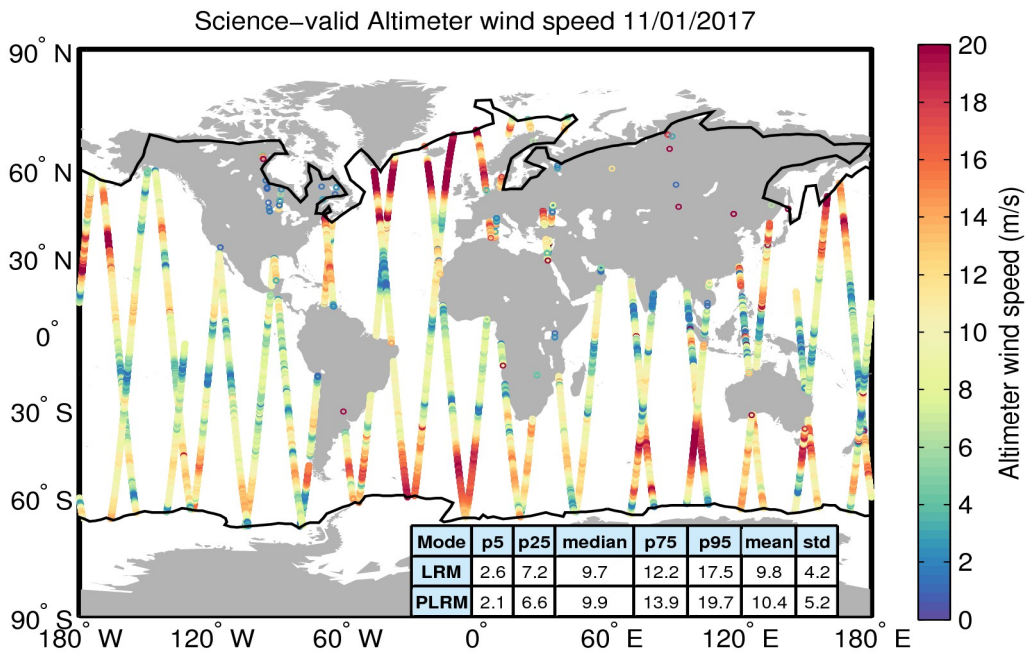 Science−valid Altimeter wind speed 11/01/2017
90° N
60° N
30° N
0°
30° S
60° S
90° S
180° W
120° W
60° W
0°
60° E
120° E
180° E
Mode p5 p25 median p75 p95 mean std
LRM 2.6 7.2 9.7 12.2 17.5 9.8 4.2
PLRM 2.1 6.6 9.9 13.9 19.7 10.4 5.2
20
18
16
14
12
10
8
6
4
2
0
Altimeter wind speed (m/s)